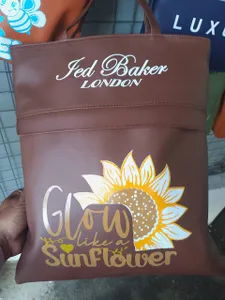 LUX
Jed Baker
LONDON
Glow
like a
Sunflower